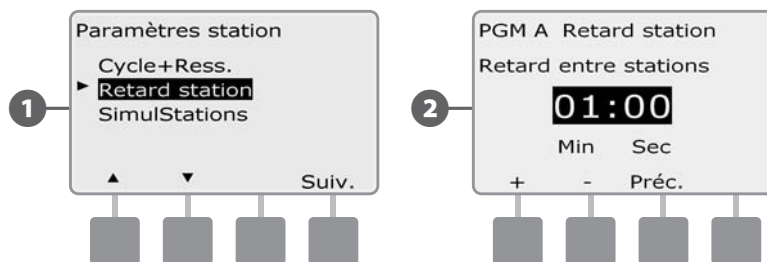 1
Paramètres station
Cycle+Ress.
► Retard station
SimulStations
▲ ▼ Suiv.
2
PGM A Retard station
Retard entre stations
01:00
Min Sec
+ - Préc.